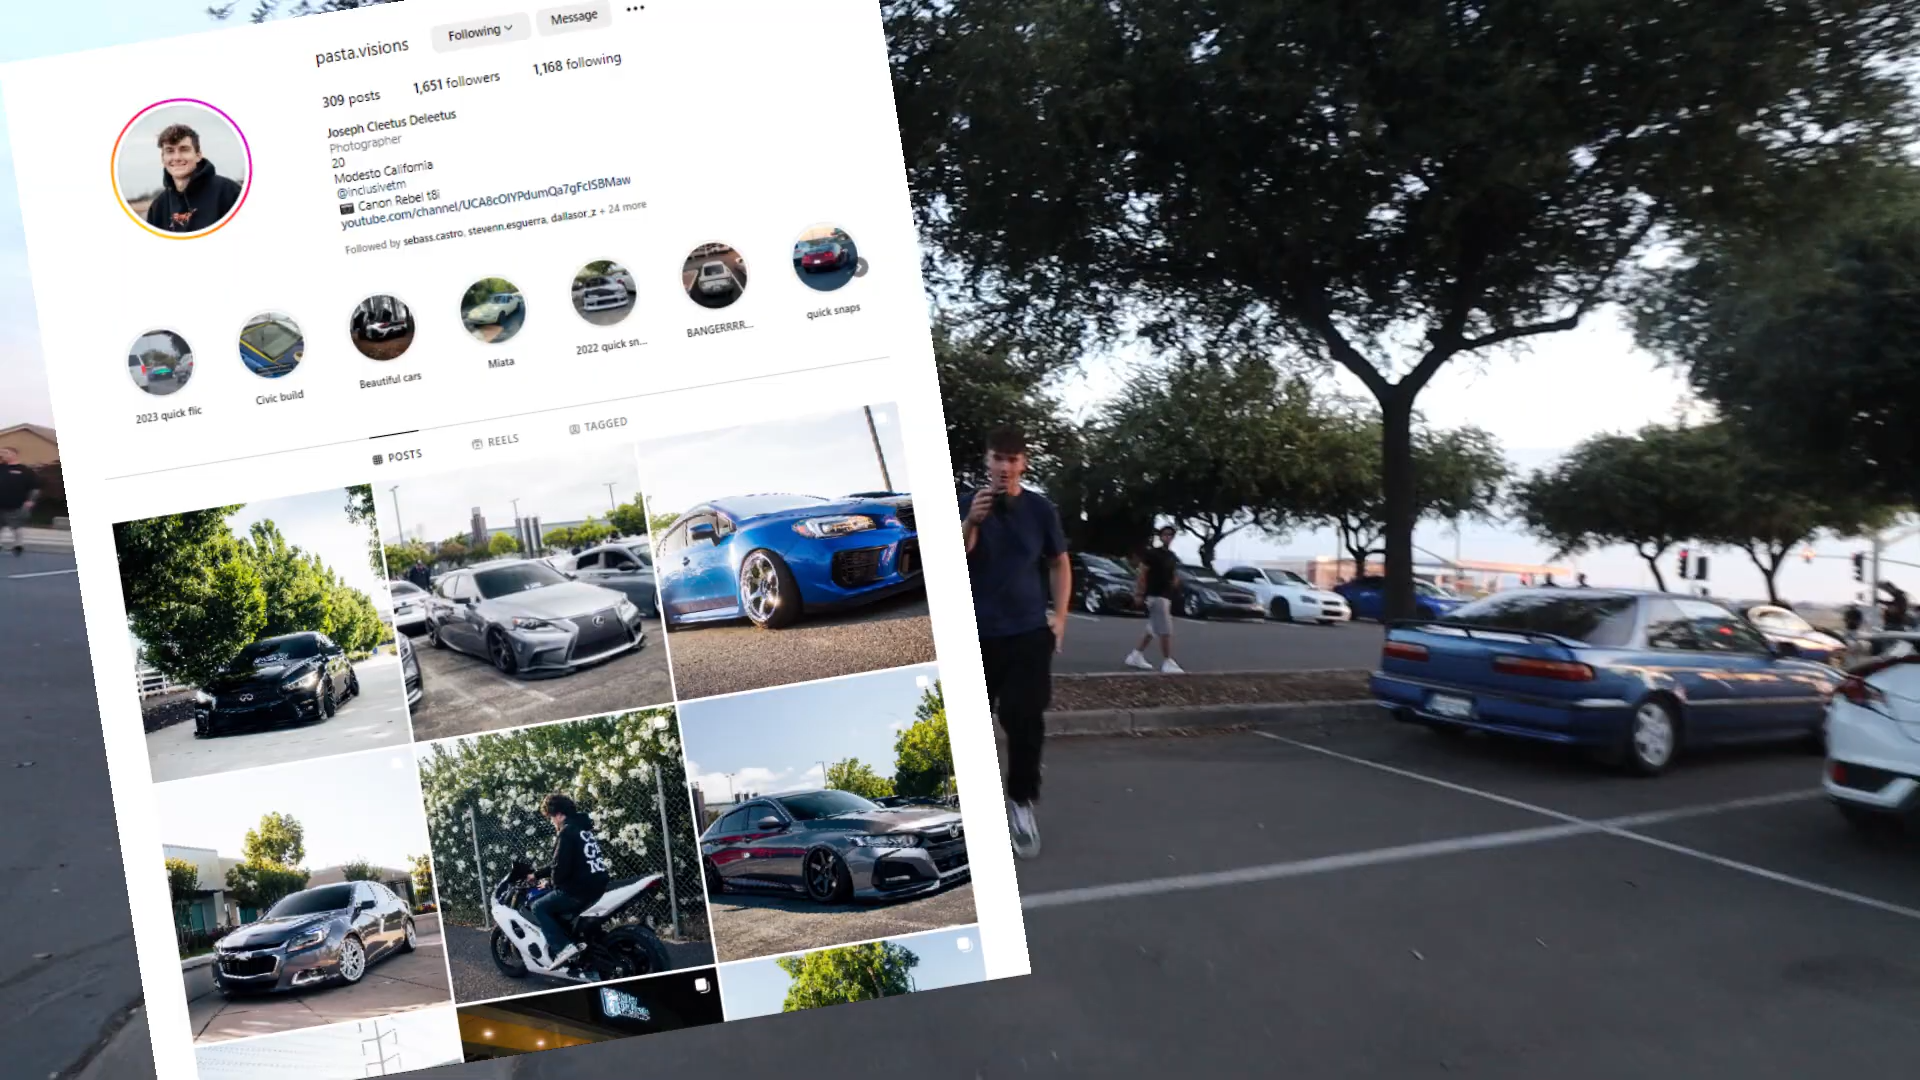 pasta.visions
Following
Message
309 posts
1,651 followers
1,168 following
Joseph Cleetus Deleetus
Photographer
20
Modesto California
@inclusivetm
Canon Rebel t8i
youtube.com/channel/UCA8cOIYPdumQa7gFcISBMaw
Followed by sebass.castro, stevenn.esguerra, dallasor_z + 24 more
2023 quick flic
Civic build
Beautiful cars
Miata
2022 quick sn...
BANGERRRR...
quick snaps
POSTS
REELS
TAGGED